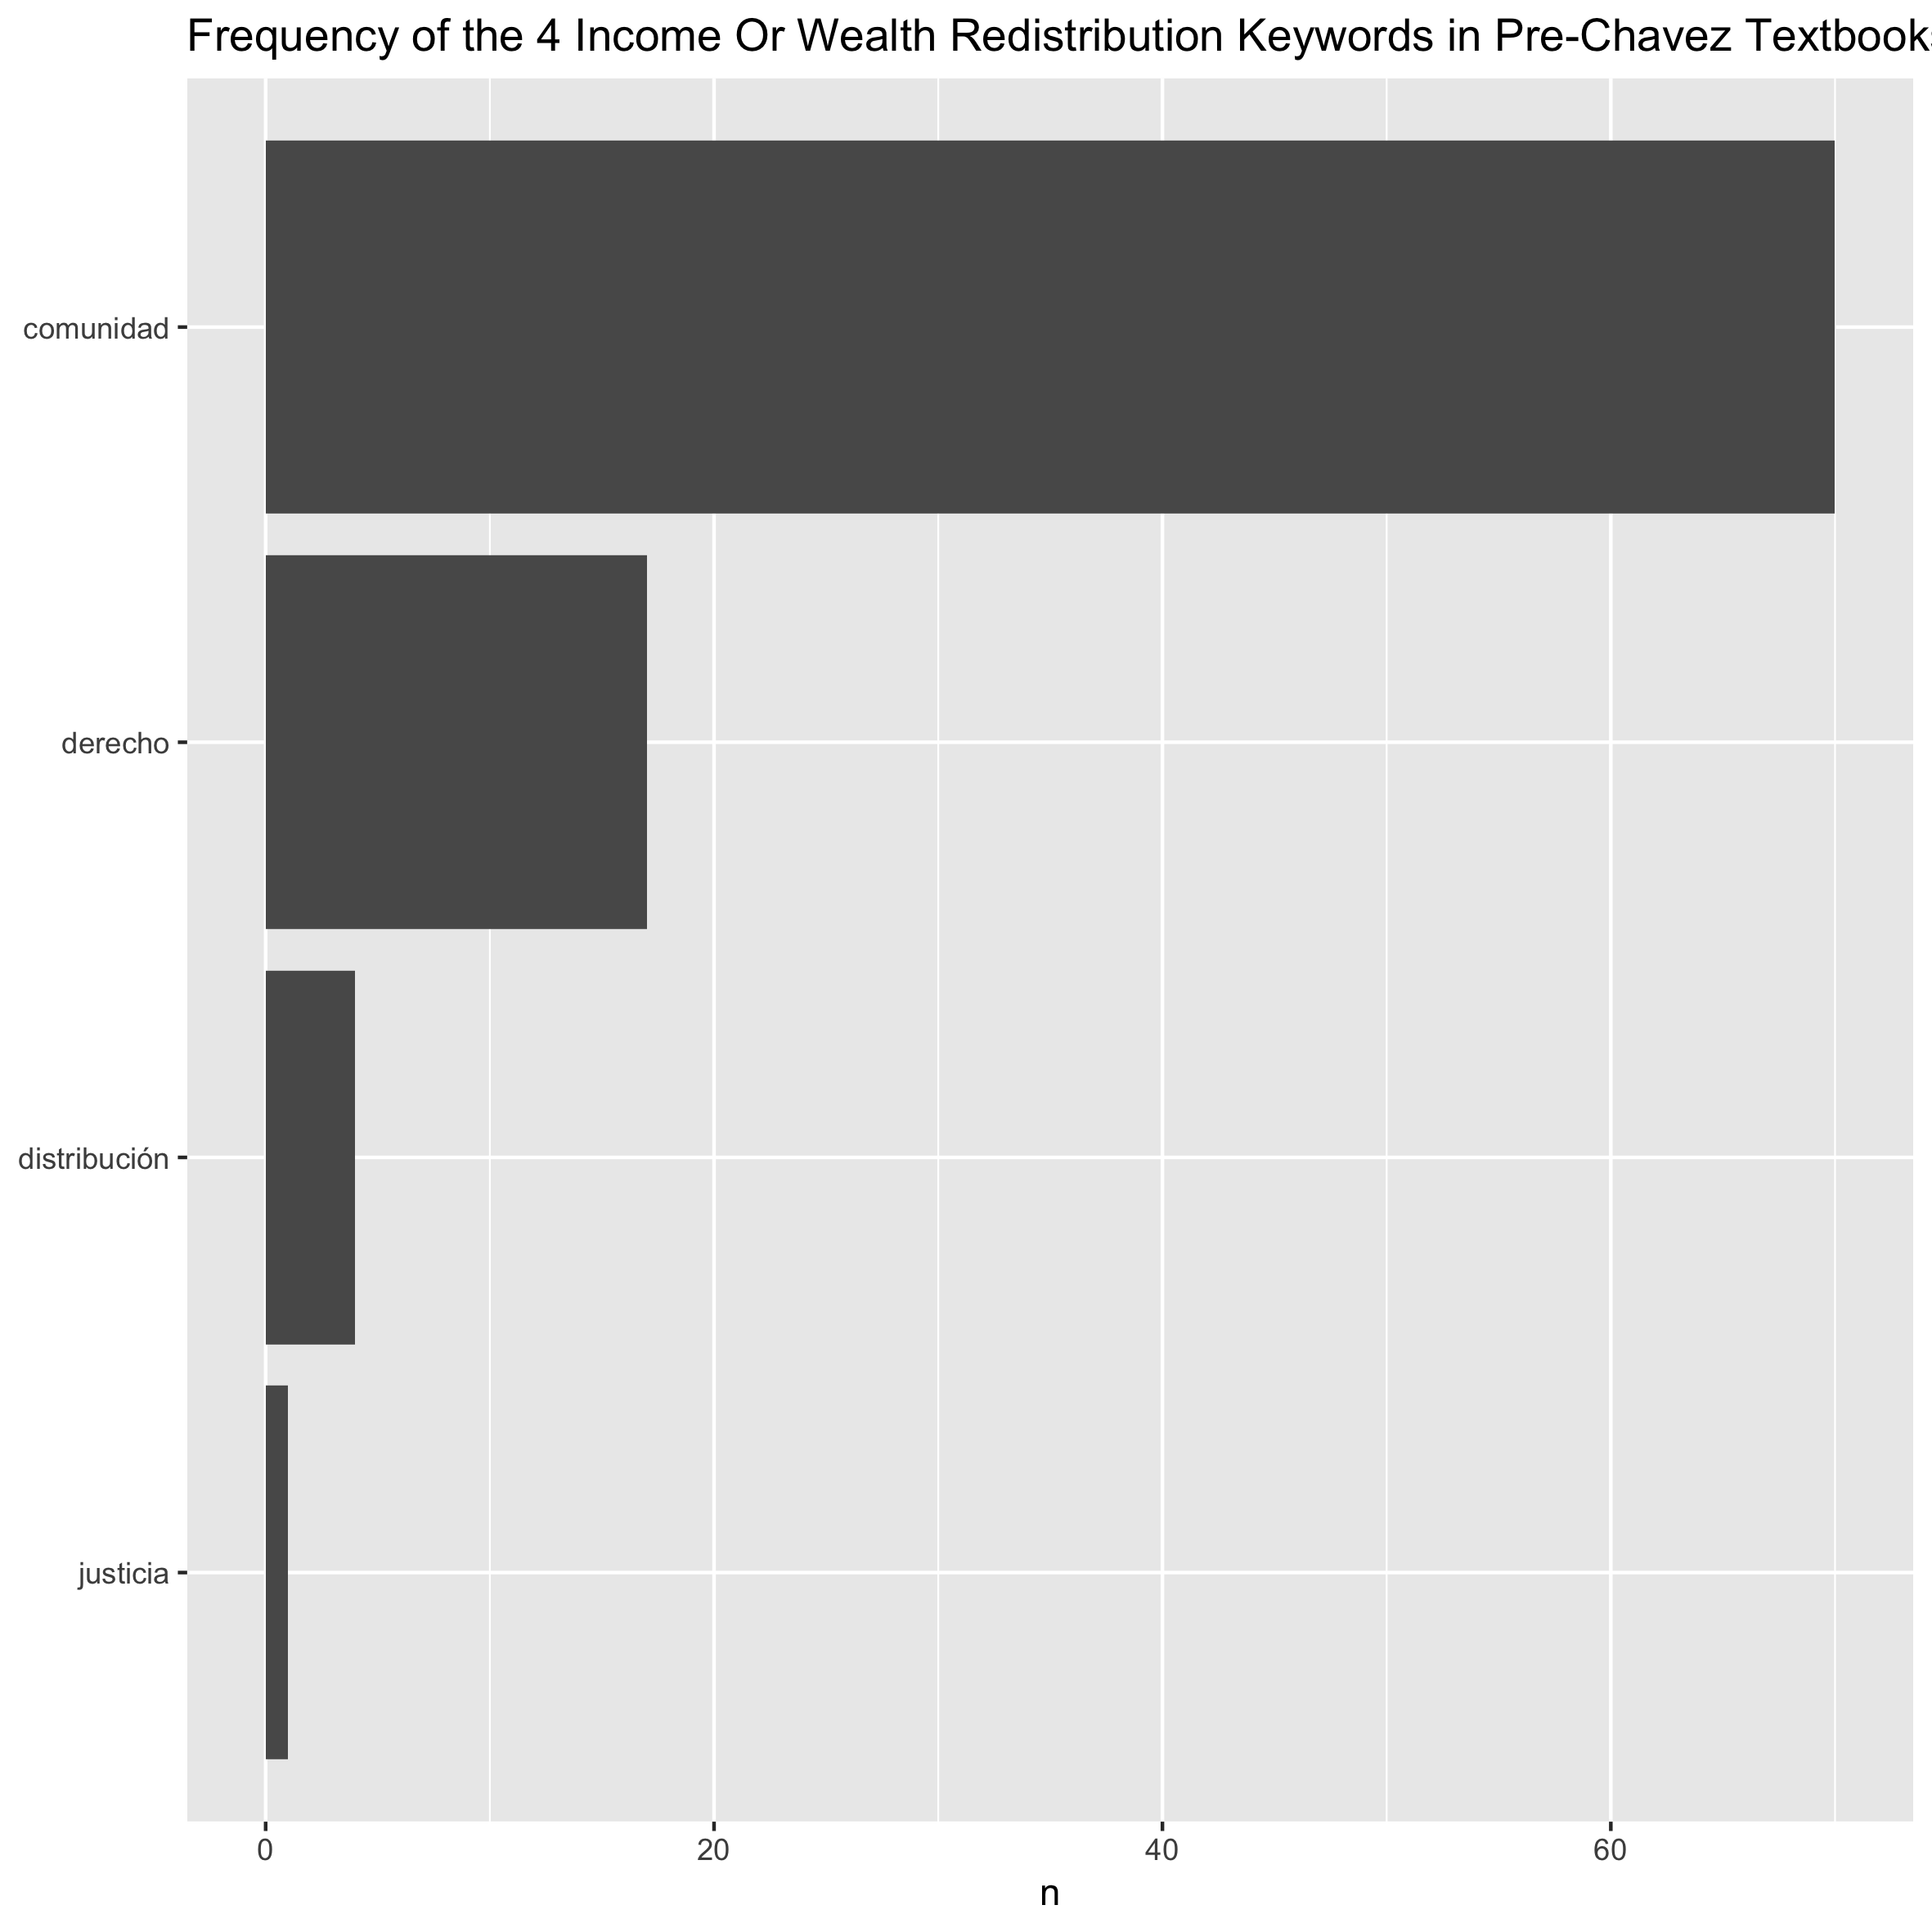 Frequency of the 4 Income Or Wealth Redistribution Keywords in Pre-Chavez Textbook
comunidad
derecho
distribución
justicia
0 20 40 60
n